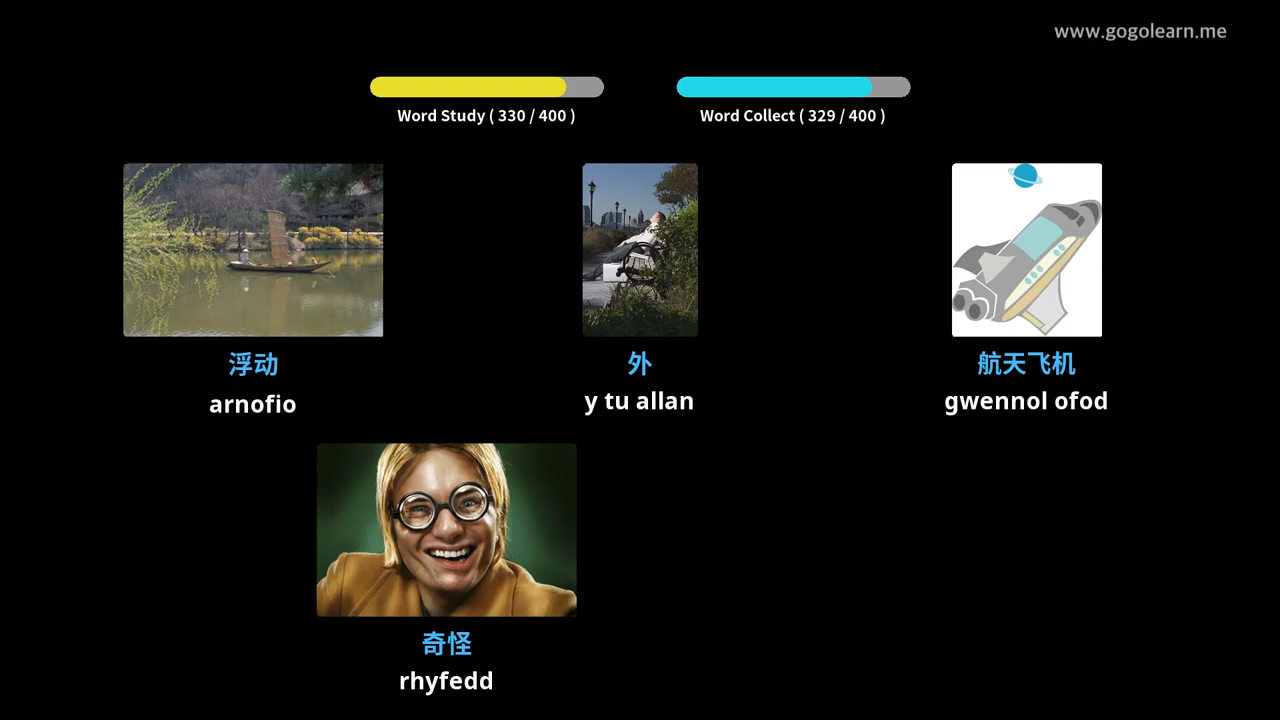 www.gogolearn.me
Word Study ( 330 / 400 )
Word Collect ( 329 / 400 )
浮动
arnofio
外
y tu allan
航天飞机
gwennol ofod
奇怪
rhyfedd